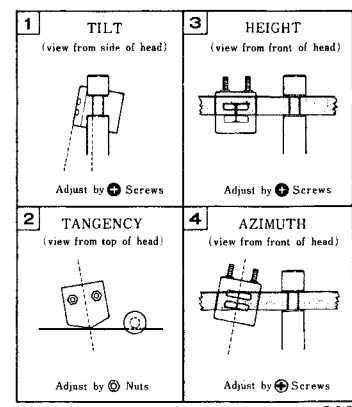 1
TILT
(view from side of head)
Adjust by Screws
2
TANGENCY
(view from top of head)
Adjust by Nuts
3
HEIGHT
(view from front of head)
Adjust by Screws
4
AZIMUTH
(view from front of head)
Adjust by Screws